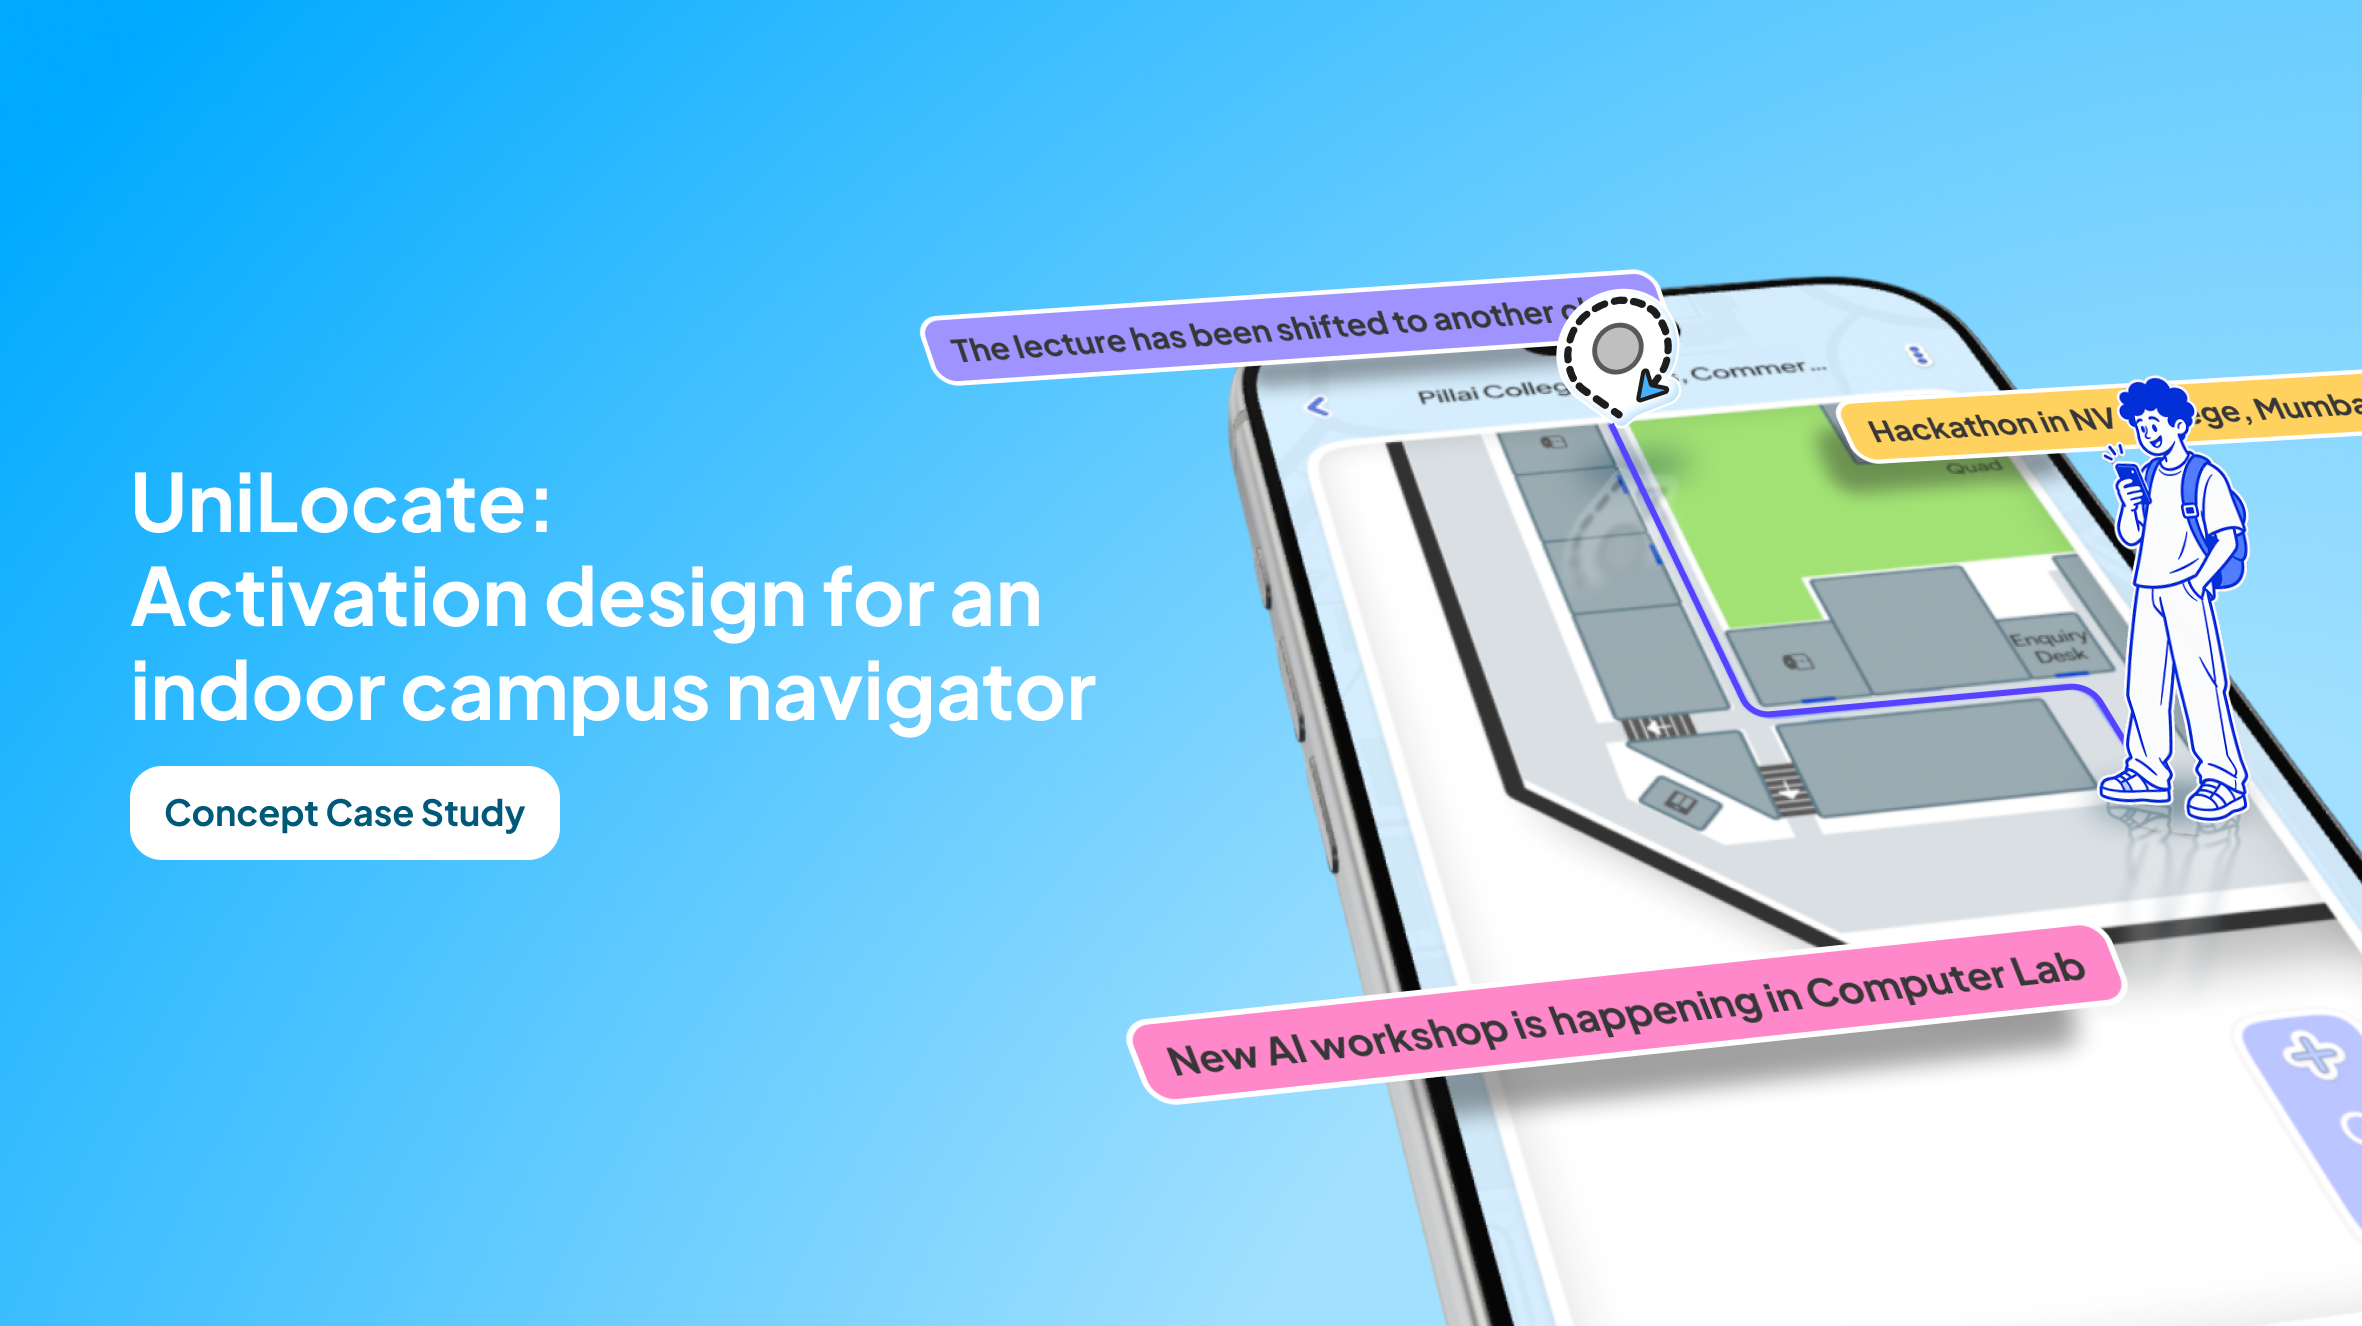 The lecture has been shifted to another
Pillai College , Commer...
Hackathon in NV ege, Mumba
Quad
UniLocate:
Activation design for an
indoor campus navigator
Enquiry
Desk
Concept Case Study
New AI workshop is happening in Computer Lab